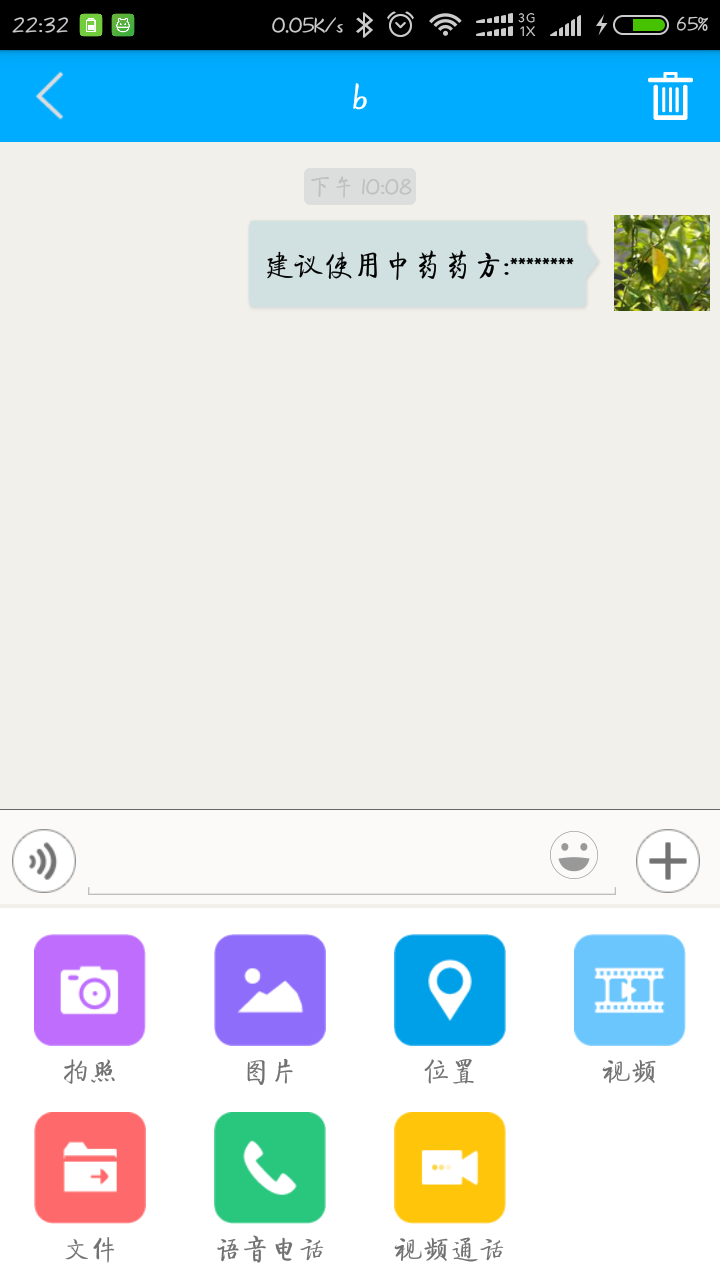 22:32 0.05K/s 3G 1X 65%
b
下午 10:08
建议使用中药药方:********
拍照 图片 位置 视频
文件 语音电话 视频通话